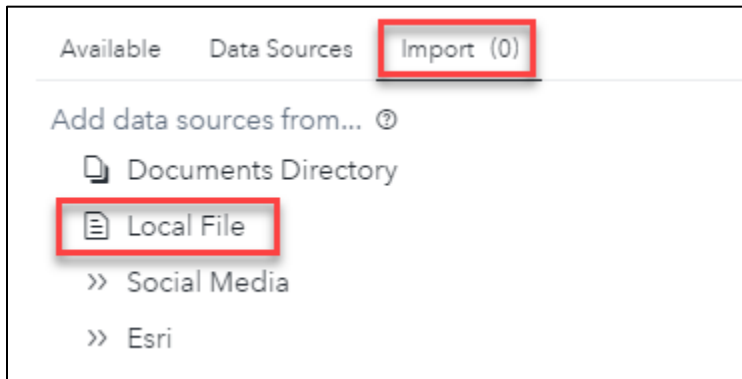 Available Data Sources Import (0)
Add data sources from...
Documents Directory
Local File
Social Media
Esri